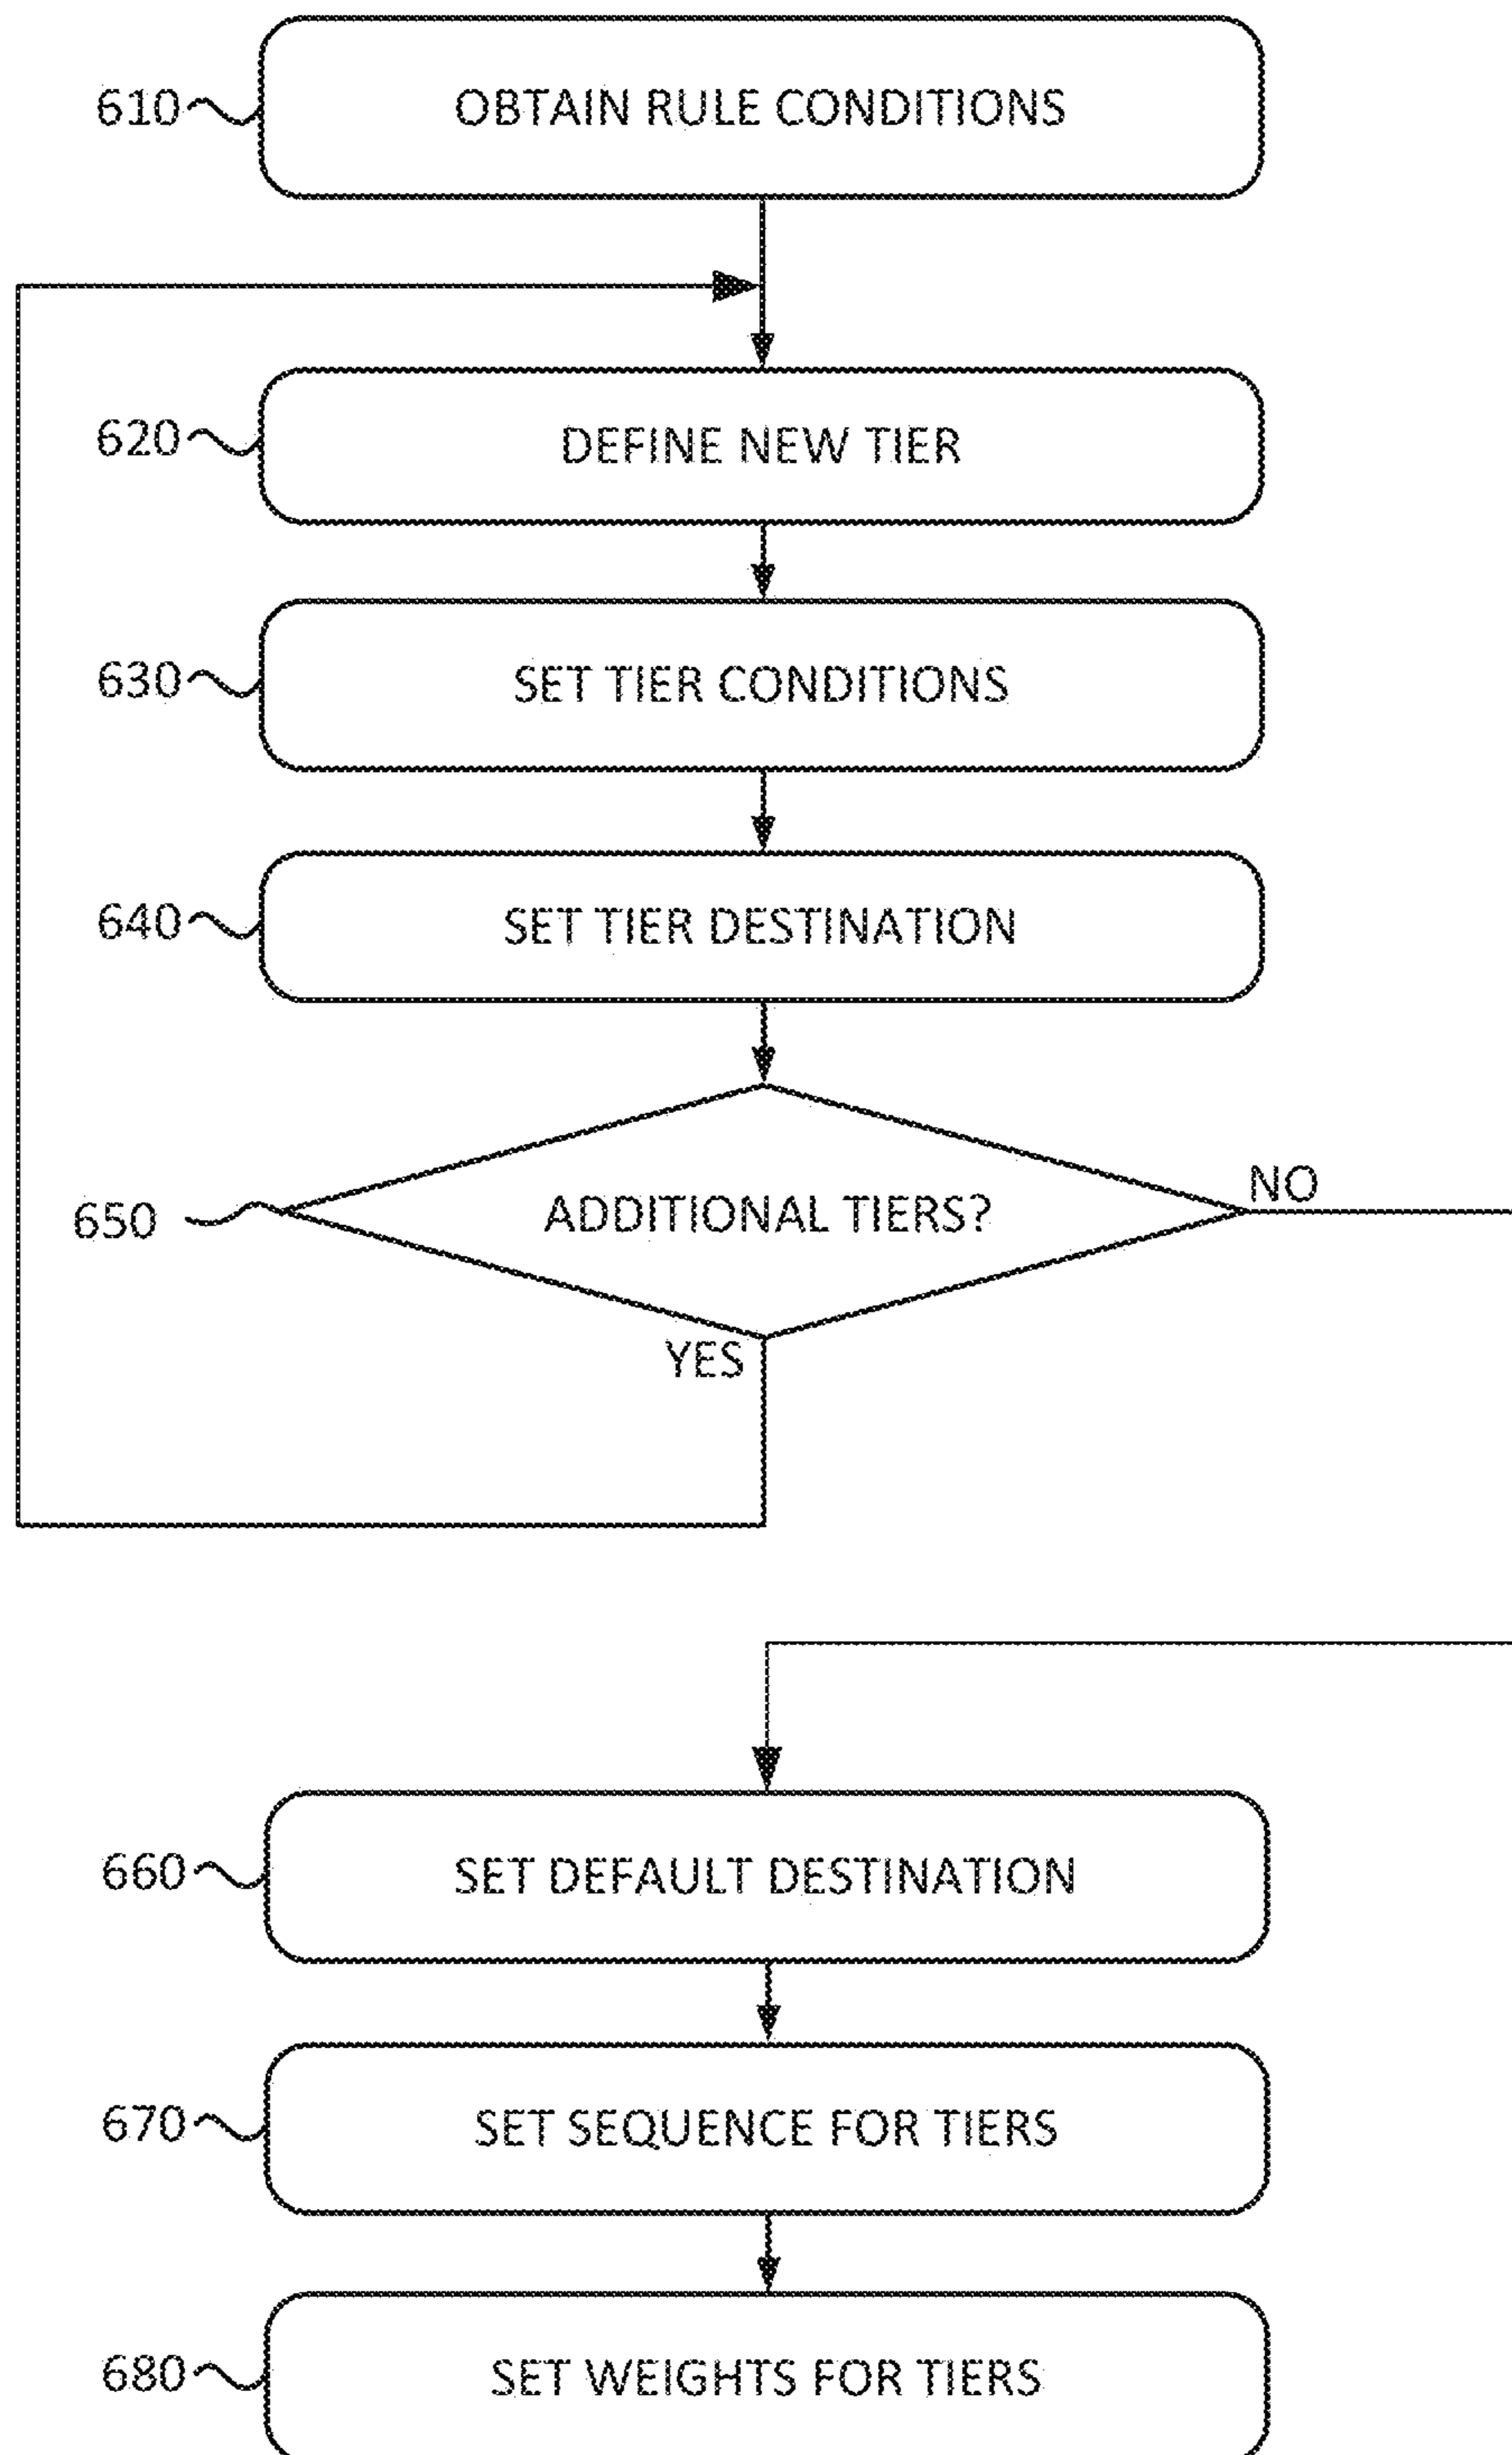 610 OBTAIN RULE CONDITIONS
620 DEFINE NEW TIER
630 SET TIER CONDITIONS
640 SET TIER DESTINATION
650 ADDITIONAL TIERS?
NO
YES
660 SET DEFAULT DESTINATION
670 SET SEQUENCE FOR TIERS
680 SET WEIGHTS FOR TIERS